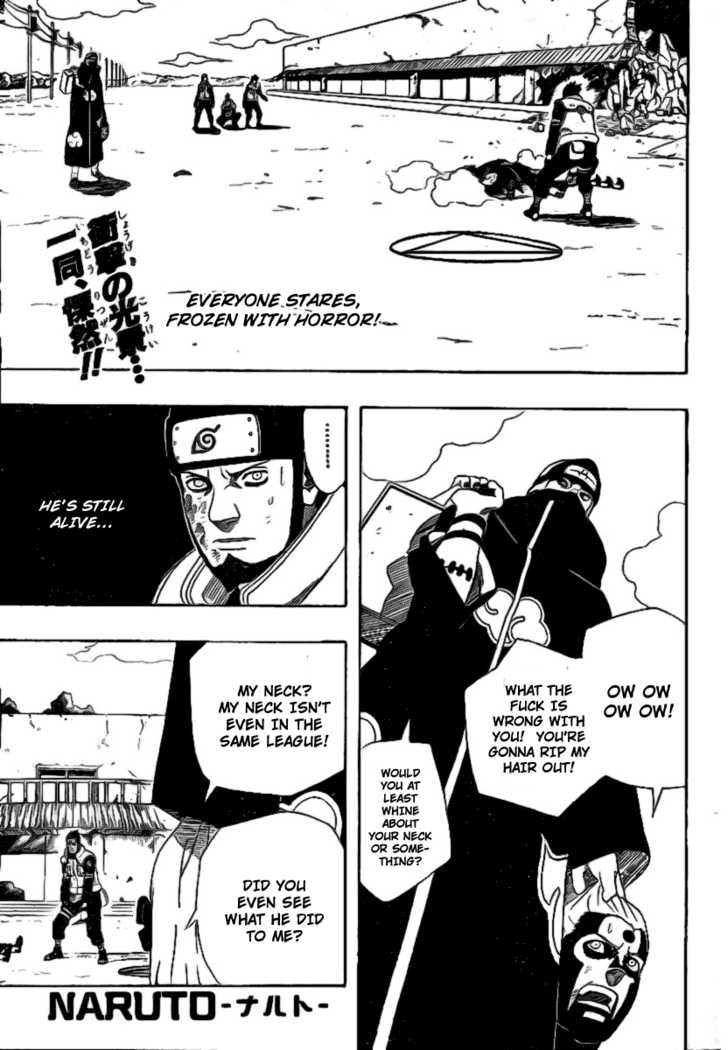 衝撃の光景…
一同、慄然!!
EVERYONE STARES,
FROZEN WITH HORROR!
OW OW
OW OW!
WHAT THE
FUCK IS
WRONG WITH
YOU! YOU'RE
GONNA RIP MY
HAIR OUT!
WOULD
YOU AT
LEAST
WHINE
ABOUT
YOUR NECK
OR SOME-
THING?
………
HE'S STILL
ALIVE...
MY NECK?
MY NECK ISN'T
EVEN IN THE
SAME LEAGUE!
DID YOU
EVEN SEE
WHAT HE DID
TO ME?
NARUTO -ナルト-